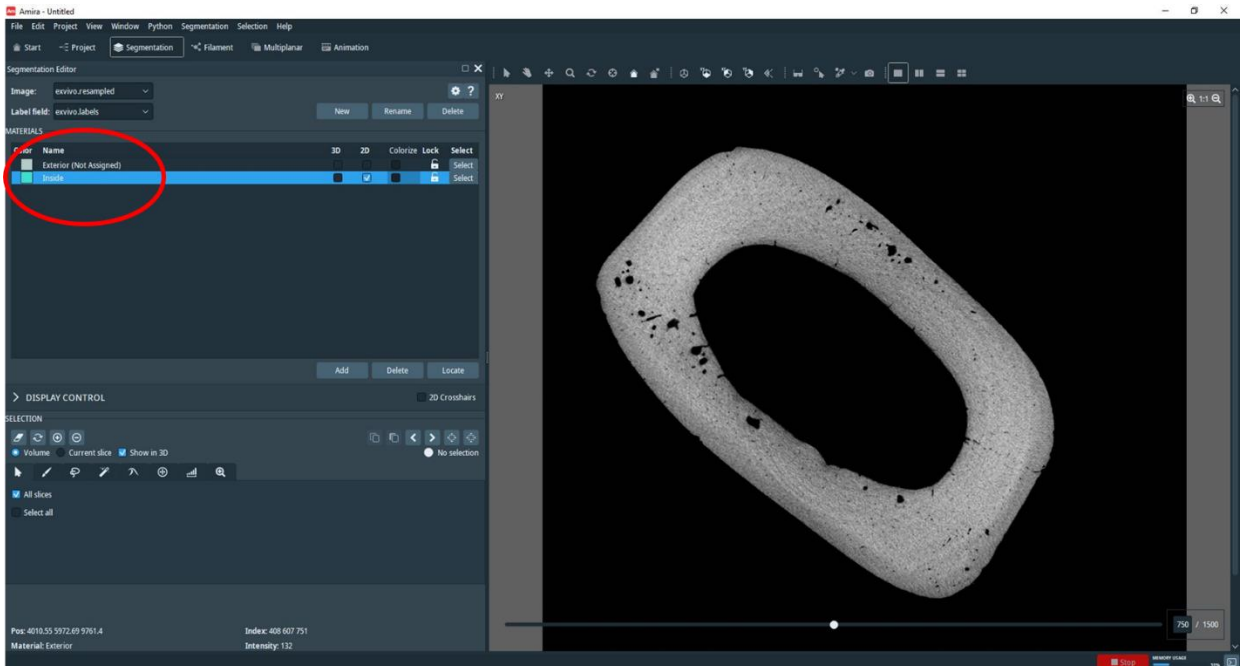 Amira - Untitled
File Edit Project View Window Python Segmentation Selection Help
Start Project Segmentation Filament Multiplanar Animation
Segmentation Editor
Image: exvivo.resampled
Label field: exvivo.labels New Rename Delete
MATERIALS
Color Name 3D 2D Colorize Lock Select
Exterior (Not Assigned) Select
Inside Select
Add Delete Locate
DISPLAY CONTROL 2D Crosshairs
SELECTION
Volume Current slice Show in 3D No selection
All slices
Select all
Pos: 4010.55 5972.69 9761.4 Index: 408 607 751
Material: Exterior Intensity: 132
XY
1:1
750 / 1500
Stop MEMORY USAGE